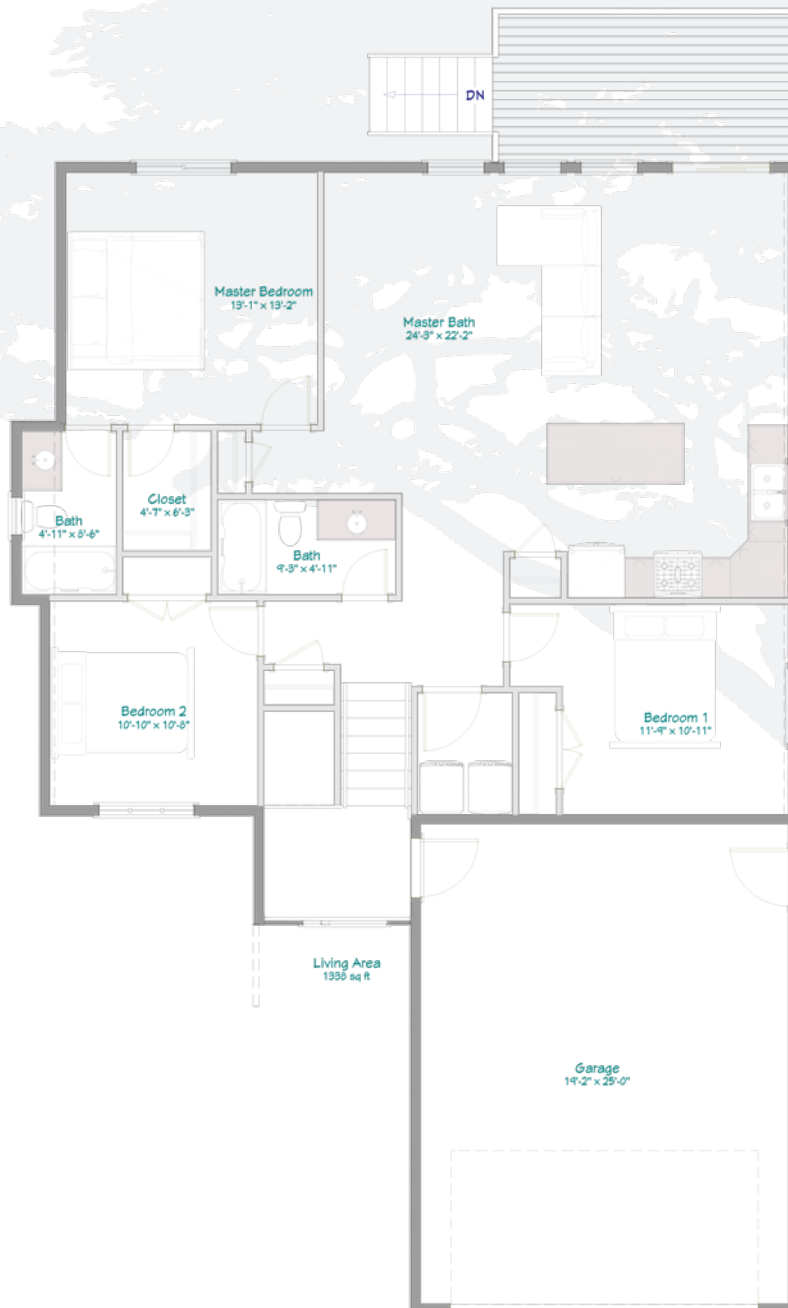 DN
Master Bedroom
13'-1" x 13'-2"
Master Bath
24'-3" x 22'-2"
Closet
4'-7" x 6'-3"
Bath
4'-11" x 8'-6"
Bath
9'-3" x 4'-11"
Bedroom 2
10'-10" x 10'-8"
Bedroom 1
11'-9" x 10'-11"
Living Area
1338 sq ft
Garage
19'-2" x 25'-0"